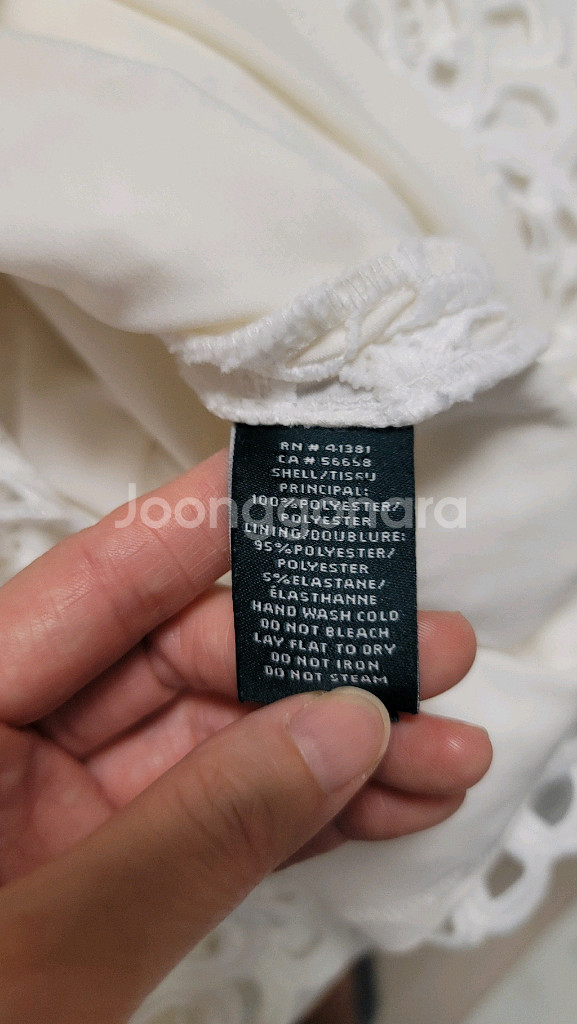 RN # 41381
CA # 56658
SHELL/TISSU
PRINCIPAL:
100%POLYESTER/
POLYESTER
LINING/DOUBLURE:
95%POLYESTER/
POLYESTER
5%ELASTANE/
ÉLASTHANNE
HAND WASH COLD
DO NOT BLEACH
LAY FLAT TO DRY
DO NOT IRON
DO NOT STEAM
Joonggonara